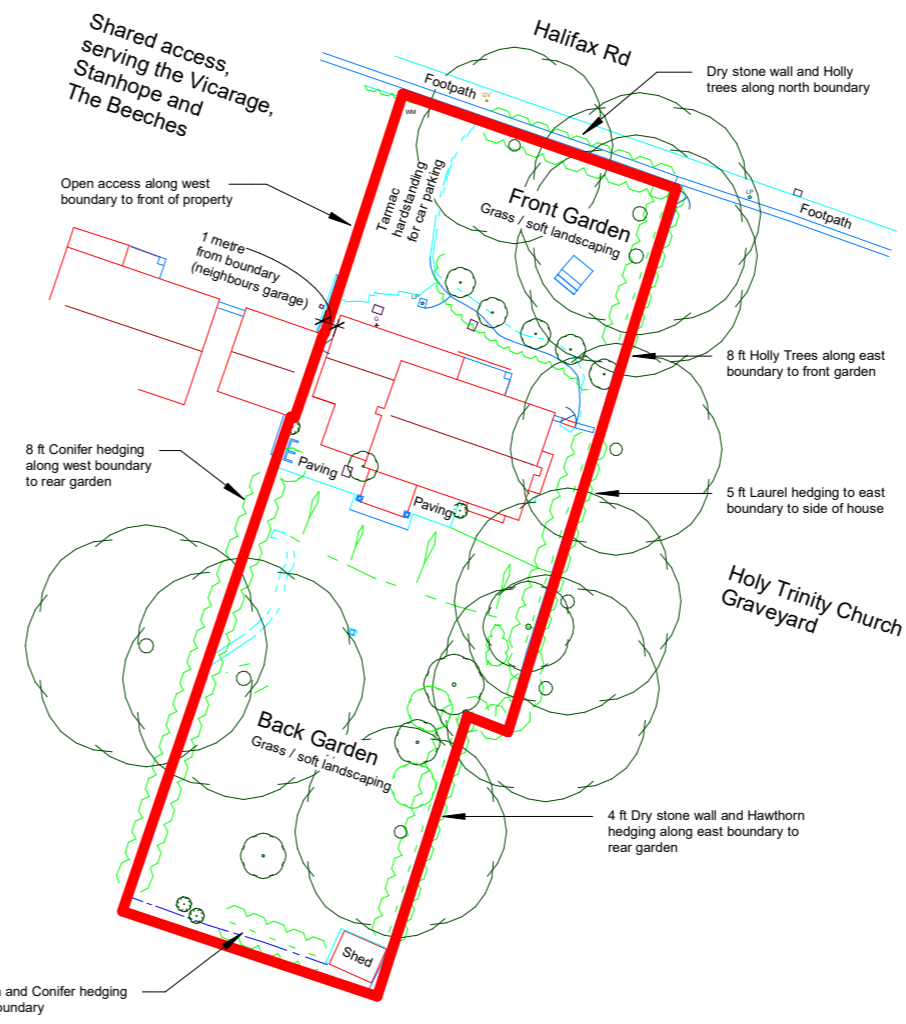 Shared access,
serving the Vicarage,
Stanhope and
The Beeches
Halifax Rd
Footpath
GV
Dry stone wall and Holly
trees along north boundary
WM
LP
Footpath
Open access along west
boundary to front of property
Tarmac
hardstanding
for car parking
Front Garden
Grass / soft landscaping
1 metre
from boundary
(neighbours garage)
LP
G
8 ft Holly Trees along east
boundary to front garden
8 ft Conifer hedging
along west boundary
to rear garden
Paving
Paving
5 ft Laurel hedging to east
boundary to side of house
Holy Trinity Church
Graveyard
Back Garden
Grass / soft landscaping
4 ft Dry stone wall and Hawthorn
hedging along east boundary to
rear garden
Shed
and Conifer hedging